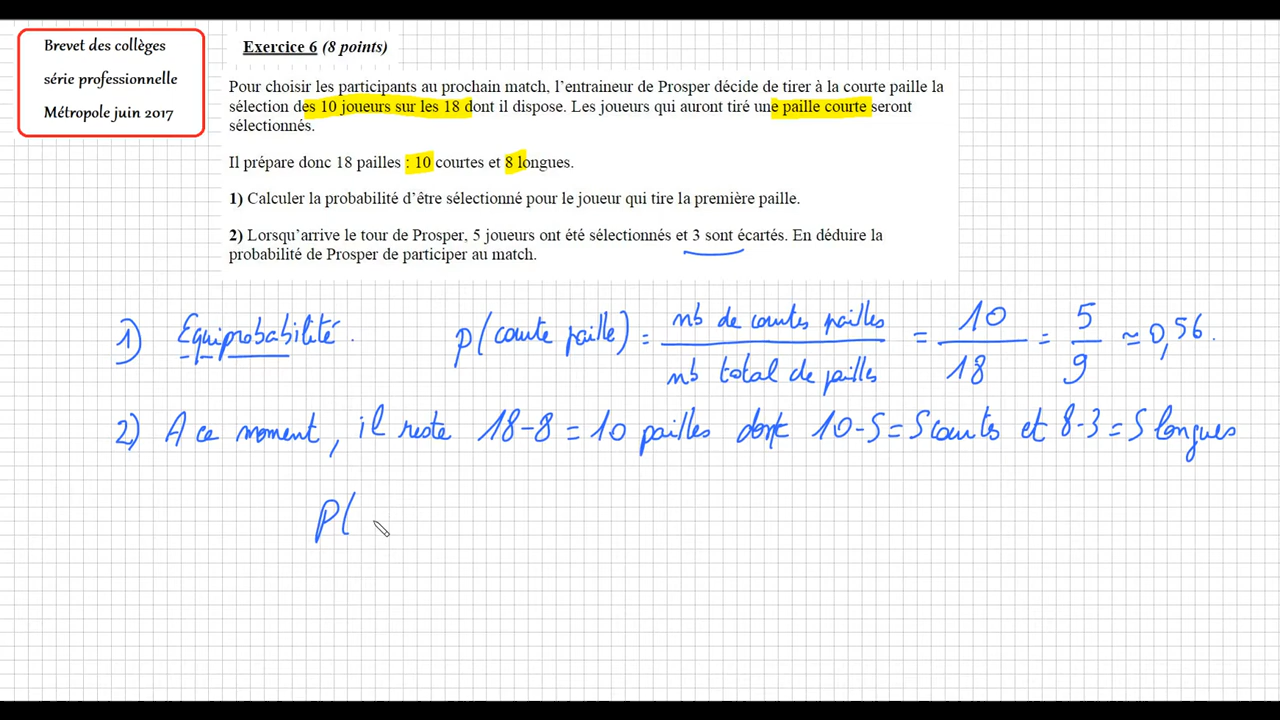 Brevet des collèges
série professionnelle
Métropole juin 2017
Exercice 6 (8 points)
Pour choisir les participants au prochain match, l'entraineur de Prosper décide de tirer à la courte paille la
sélection des 10 joueurs sur les 18 dont il dispose. Les joueurs qui auront tiré une paille courte seront
sélectionnés.
Il prépare donc 18 pailles : 10 courtes et 8 longues.
1) Calculer la probabilité d'être sélectionné pour le joueur qui tire la première paille.
2) Lorsqu'arrive le tour de Prosper, 5 joueurs ont été sélectionnés et 3 sont écartés. En déduire la
probabilité de Prosper de participer au match.
1) Equiprobabilité. p(courte paille) = nb de courtes pailles / nb total de pailles = 10/18 = 5/9 ≃ 0,56.
2) A ce moment, il reste 18-8 = 10 pailles dont 10-5 = 5 courts et 8-3 = 5 longues
P(